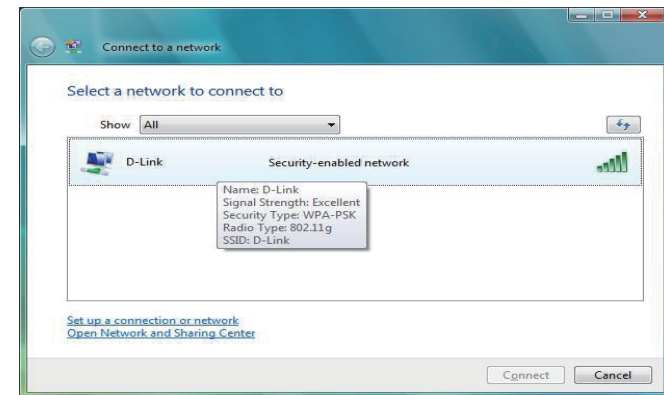 Connect to a network
Select a network to connect to
Show All
D-Link Security-enabled network
Name: D-Link
Signal Strength: Excellent
Security Type: WPA-PSK
Radio Type: 802.11g
SSID: D-Link
Set up a connection or network
Open Network and Sharing Center
Connect Cancel